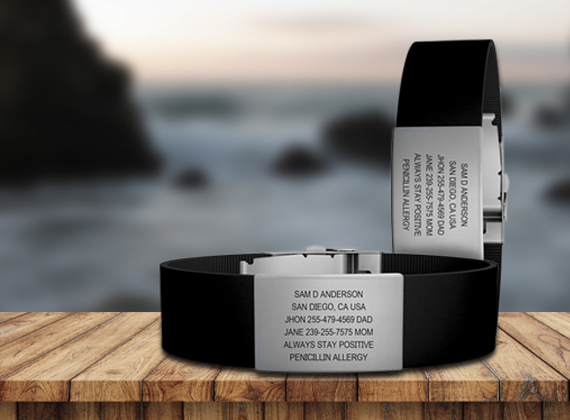 SAM D ANDERSON
SAN DIEGO, CA USA
JHON 255-479-4569 DAD
JANE 239-255-7575 MOM
ALWAYS STAY POSITIVE
PENICILLIN ALLERGY
SAM D ANDERSON
SAN DIEGO, CA USA
JHON 255-479-4569 DAD
JANE 239-255-7575 MOM
ALWAYS STAY POSITIVE
PENICILLIN ALLERGY